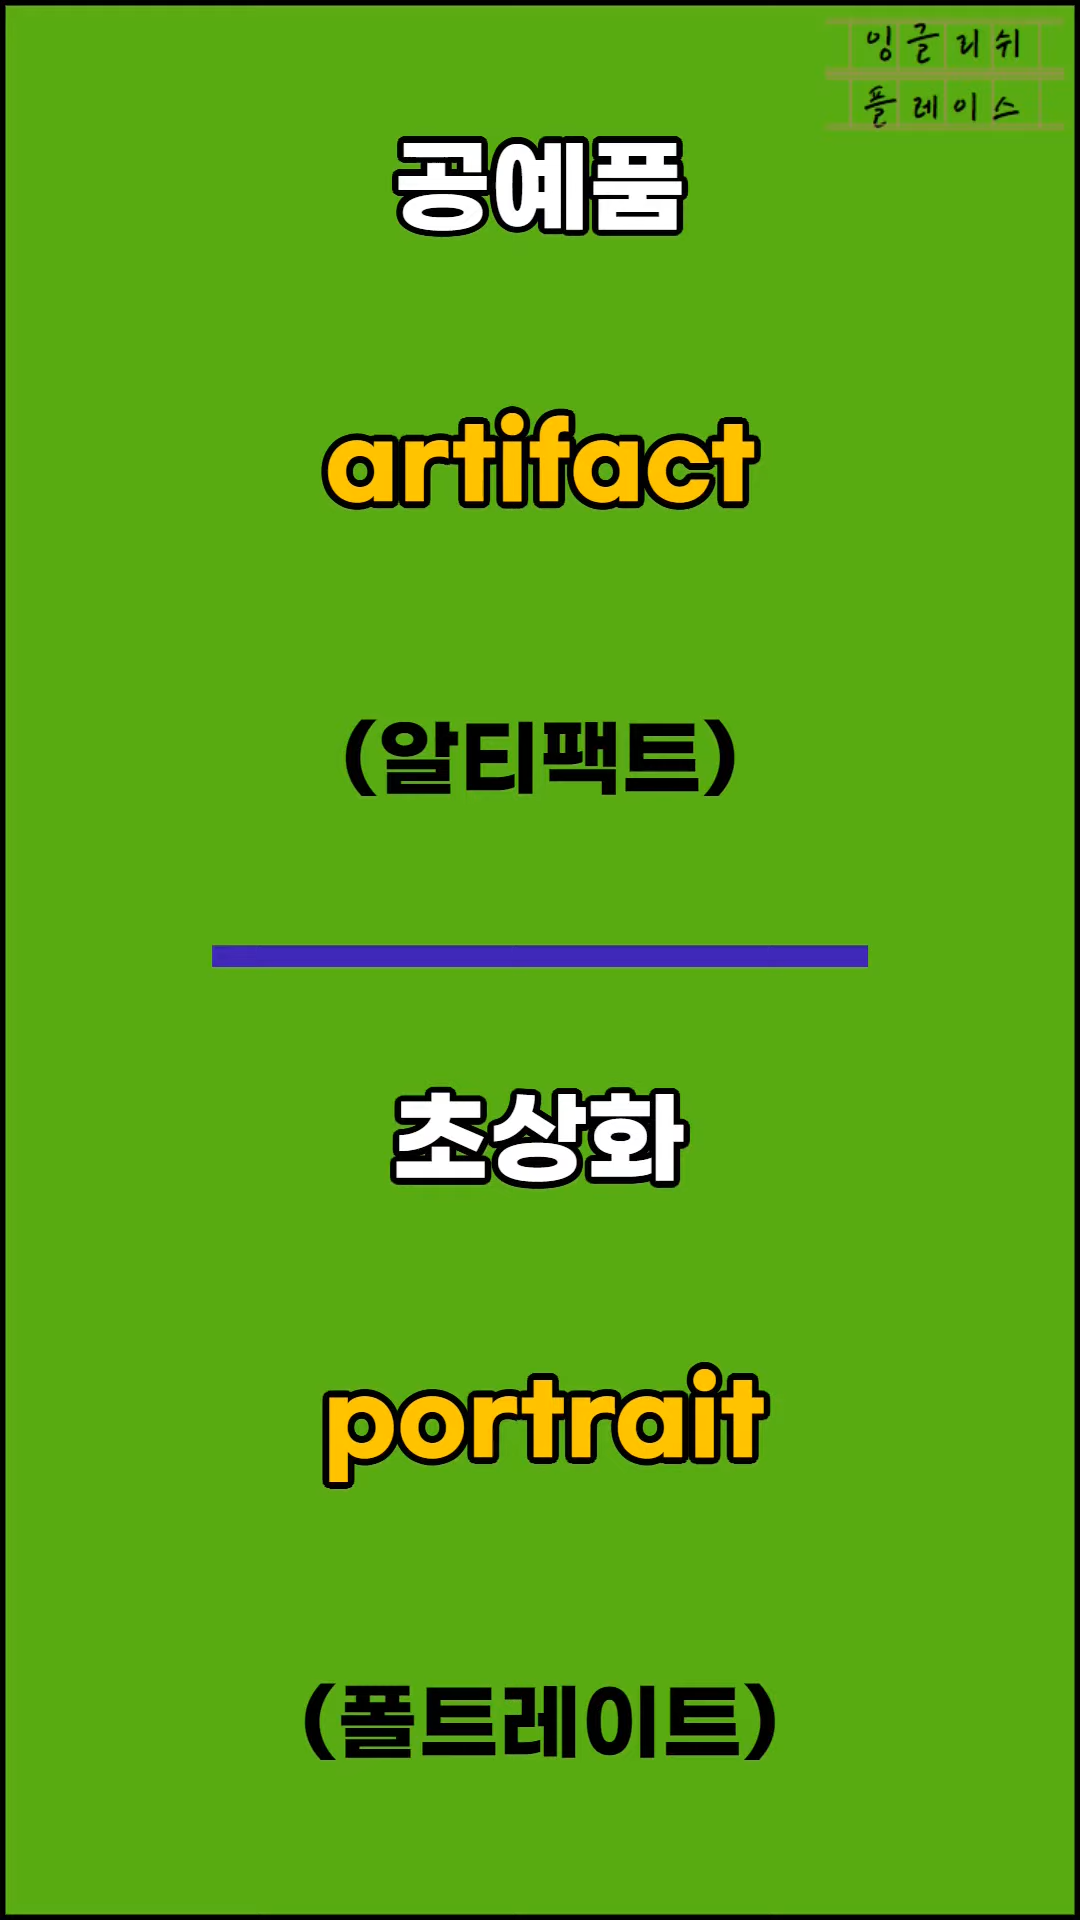 잉글리쉬
플레이스
공예품
artifact
(알티팩트)
초상화
portrait
(폴트레이트)